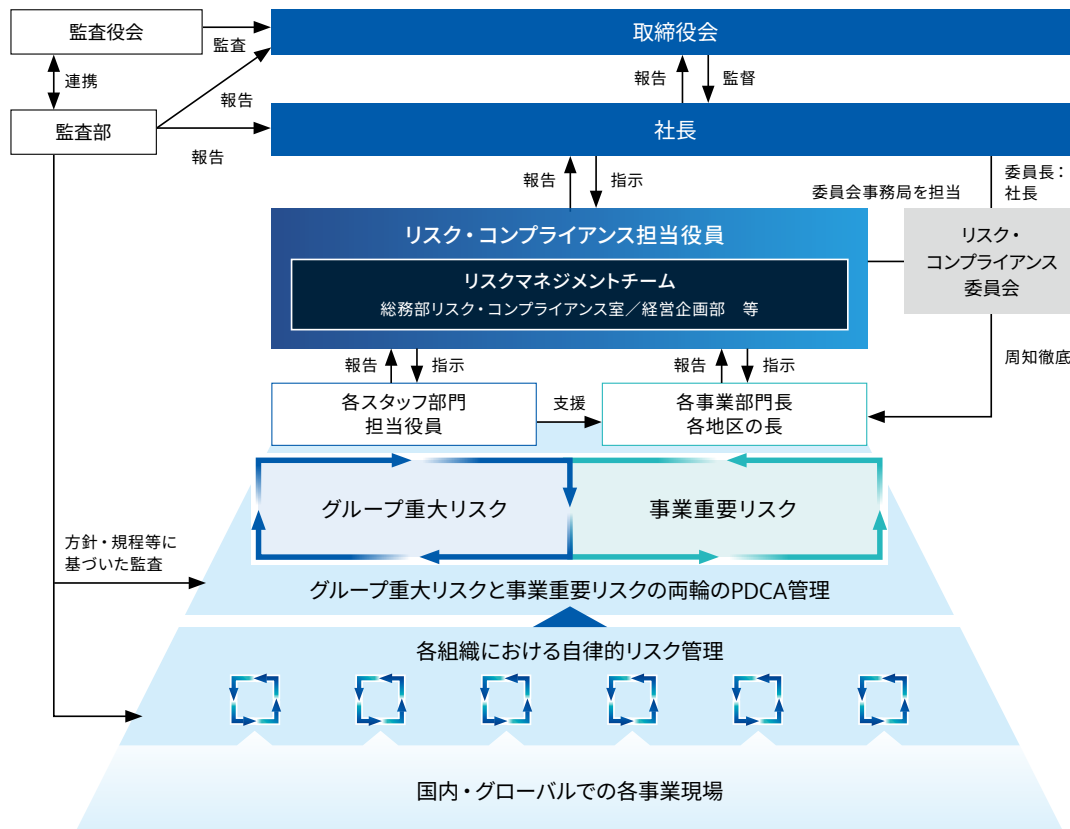 監査役会
監査
取締役会
連携
報告
監督
報告
監査部
社長
報告
報告
指示
委員長：
社長
委員会事務局を担当
リスク・コンプライアンス担当役員
リスク・
コンプライアンス
委員会
リスクマネジメントチーム
総務部リスク・コンプライアンス室／経営企画部　等
報告
指示
報告
指示
周知徹底
各スタッフ部門
担当役員
支援
各事業部門長
各地区の長
グループ重大リスク
事業重要リスク
方針・規程等に
基づいた監査
グループ重大リスクと事業重要リスクの両輪のPDCA管理
各組織における自律的リスク管理
国内・グローバルでの各事業現場